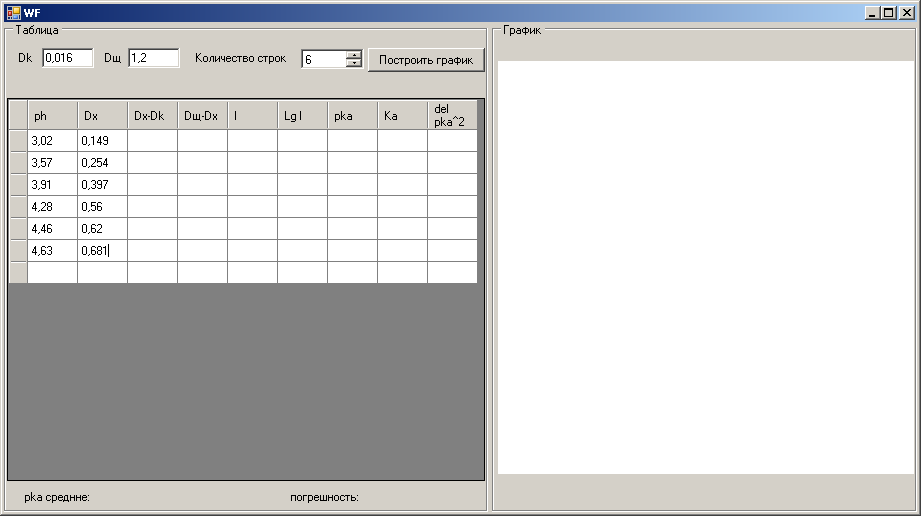 WF
Таблица
График
Dk 0,016 Dщ 1,2 Количество строк 6 Построить график
ph Dx Dx-Dk Dщ-Dx I Lg I pka Ka del pka^2
3,02 0,149
3,57 0,254
3,91 0,397
4,28 0,56
4,46 0,62
4,63 0,681
pka средние: погрешность: